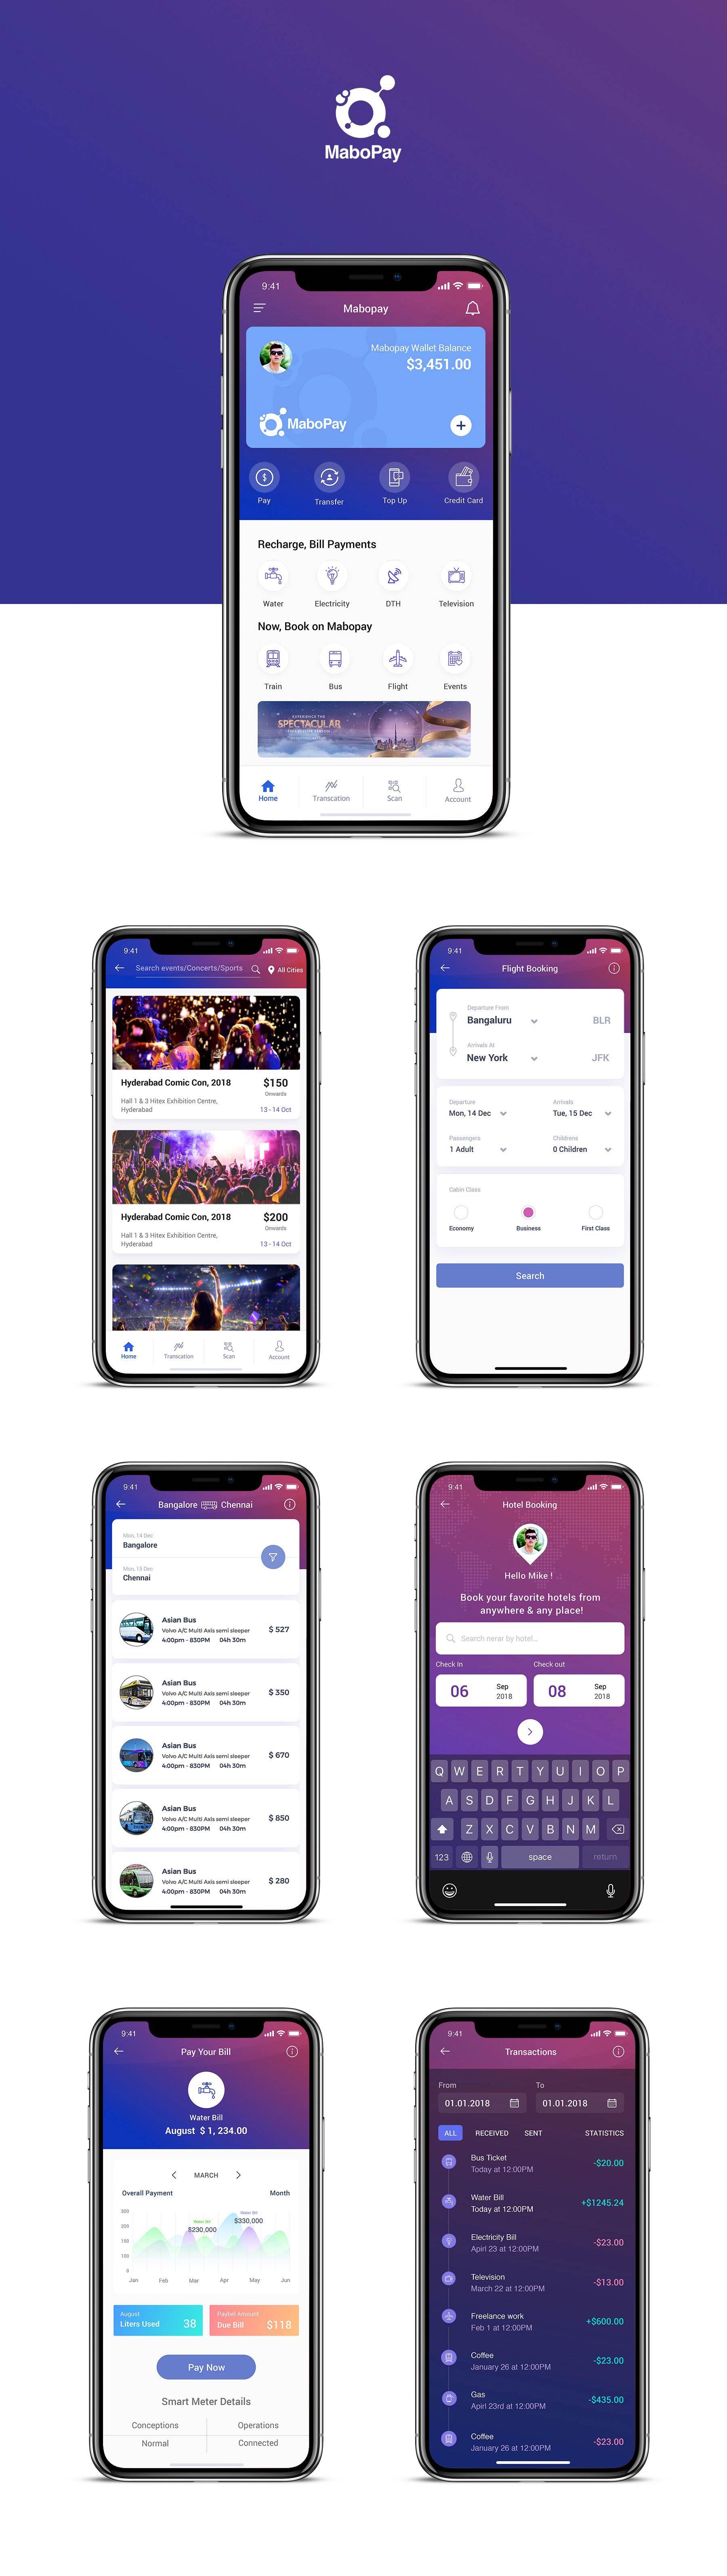 MaboPay
9:41
Mabopay
Mabopay Wallet Balance
$3,451.00
MaboPay
Pay
Transfer
Top Up
Credit Card
Recharge, Bill Payments
Water
Electricity
DTH
Television
Now, Book on Mabopay
Train
Bus
Flight
Events
EXPERIENCE THE
SPECTACULAR
Home
Transcation
Scan
Account
9:41
Search events/Concerts/Sports
All Cities
Hyderabad Comic Con, 2018
$150
Onwards
Hall 1 & 3 Hitex Exhibition Centre,
Hyderabad
13 - 14 Oct
Hyderabad Comic Con, 2018
$200
Onwards
Hall 1 & 3 Hitex Exhibition Centre,
Hyderabad
13 - 14 Oct
Home
Transcation
Scan
Account
9:41
Flight Booking
Departure From
Bangaluru
BLR
Arrivals At
New York
JFK
Departure
Arrivals
Mon, 14 Dec
Tue, 15 Dec
Passengers
Childrens
1 Adult
0 Children
Cabin Class
Economy
Business
First Class
Search
9:41
Bangalore
Chennai
Mon, 14 Dec
Bangalore
Mon, 15 Dec
Chennai
Asian Bus
Volvo A/C Multi Axis semi sleeper
$ 527
4:00pm - 830PM 04h 30m
Asian Bus
Volvo A/C Multi Axis semi sleeper
$ 350
4:00pm - 830PM 04h 30m
Asian Bus
Volvo A/C Multi Axis semi sleeper
$ 670
4:00pm - 830PM 04h 30m
Asian Bus
Volvo A/C Multi Axis semi sleeper
$ 850
4:00pm - 830PM 04h 30m
Asian Bus
Volvo A/C Multi Axis semi sleeper
$ 280
4:00pm - 830PM 04h 30m
9:41
Hotel Booking
Hello Mike !
Book your favorite hotels from
anywhere & any place!
Search nerar by hotel...
Check In
Check out
06
Sep
2018
08
Sep
2018
Q W E R T Y U I O P
A S D F G H J K L
Z X C V B N M
123
space
return
9:41
Pay Your Bill
Water Bill
August $ 1, 234.00
MARCH
Overall Payment
Month
300
200
150
100
0
Water Bill
$230,000
Water Bill
$330,000
Jan Feb Mar Apr May Jun
August
Liters Used
38
Paybel Amount
Due Bill
$118
Pay Now
Smart Meter Details
Conceptions
Operations
Normal
Connected
9:41
Transactions
From
To
01.01.2018
01.01.2018
ALL
RECEIVED
SENT
STATISTICS
Bus Ticket
Today at 12:00PM
-$20.00
Water Bill
Today at 12:00PM
+$1245.24
Electricity Bill
Apirl 23 at 12:00PM
-$23.00
Television
March 22 at 12:00PM
-$13.00
Freelance work
Feb 1 at 12:00PM
+$600.00
Coffee
January 26 at 12:00PM
-$23.00
Gas
Apirl 23rd at 12:00PM
-$435.00
Coffee
January 26 at 12:00PM
-$23.00